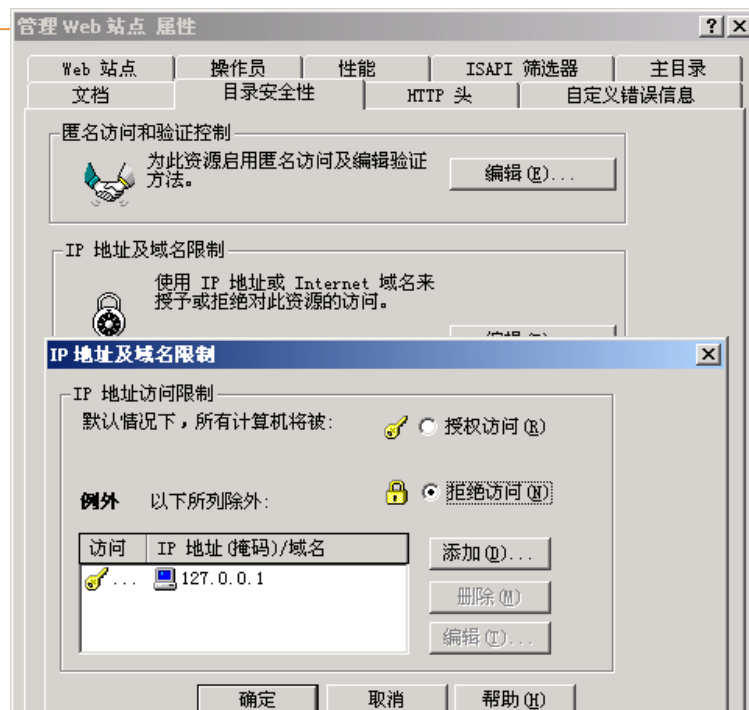 管理 Web 站点 属性
Web 站点 操作员 性能 ISAPI 筛选器 主目录
文档 目录安全性 HTTP 头 自定义错误信息
匿名访问和验证控制
为此资源启用匿名访问及编辑验证
方法。
编辑(E)...
IP 地址及域名限制
使用 IP 地址或 Internet 域名来
授予或拒绝对此资源的访问。
IP 地址及域名限制
IP 地址访问限制
默认情况下，所有计算机将被:
授权访问(R)
拒绝访问(N)
例外 以下所列除外:
访问 IP 地址(掩码)/域名
... 127.0.0.1
添加(D)...
删除(M)
编辑(T)...
确定 取消 帮助(H)